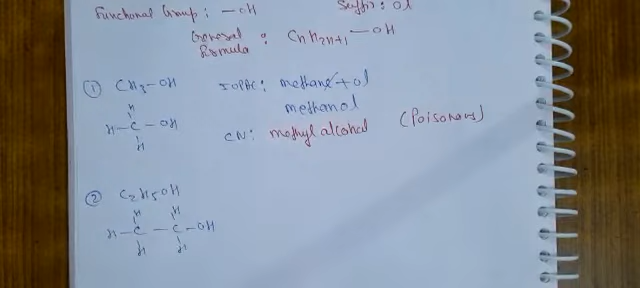 Functional Group: -OH Suffix: ol
General Formula: CnH2n+1-OH
① CH3-OH IUPAC: methane+ol
H methanol
H-C-OH
H CN: methyl alcohol (Poisonous)
② C2H5OH
H H
H-C-C-OH
H H